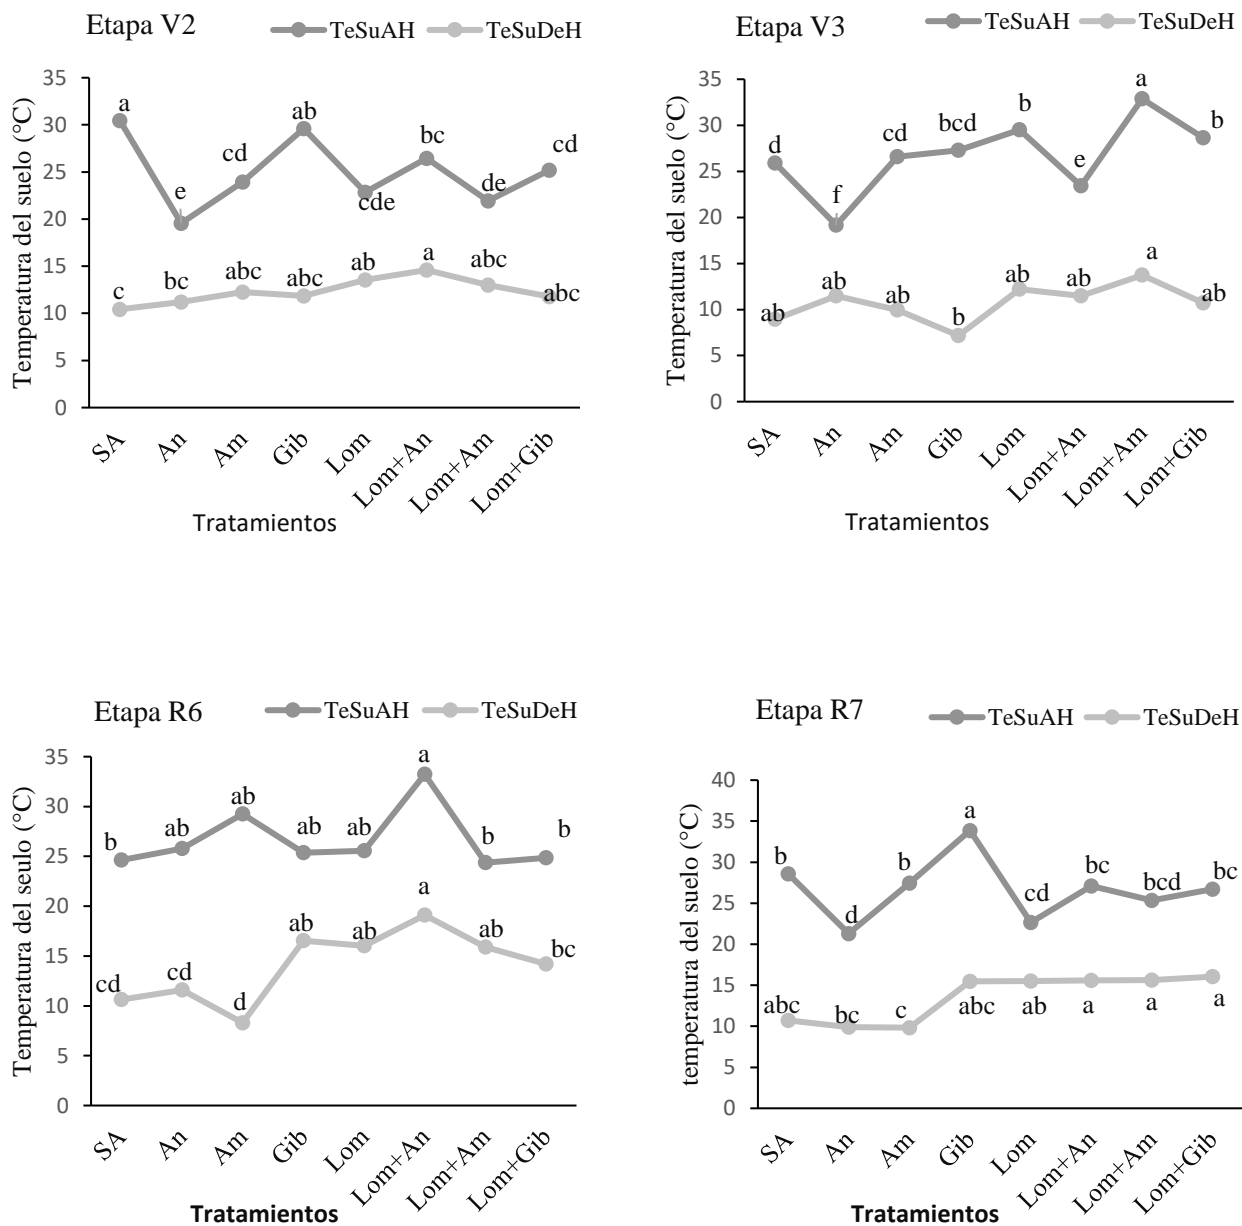 Etapa V2
TeSuAH TeSuDeH
Temperatura del suelo (°C)
35
30
25
20
15
10
5
0
a
e
cd
ab
cde
bc
de
cd
c
bc
abc
abc
ab
a
abc
abc
SA
An
Am
Gib
Lom
Lom+An
Lom+Am
Lom+Gib
Tratamientos
Etapa V3
TeSuAH TeSuDeH
Temperatura del suelo (°C)
35
30
25
20
15
10
5
0
d
f
cd
bcd
b
e
a
b
ab
ab
ab
b
ab
ab
a
ab
SA
An
Am
Gib
Lom
Lom+An
Lom+Am
Lom+Gib
Tratamientos
Etapa R6
TeSuAH TeSuDeH
Temperatura del seulo (°C)
35
30
25
20
15
10
5
0
b
ab
ab
ab
ab
a
b
b
cd
cd
d
ab
ab
a
ab
bc
SA
An
Am
Gib
Lom
Lom+An
Lom+Am
Lom+Gib
Tratamientos
Etapa R7
TeSuAH TeSuDeH
temperatura del suelo (°C)
40
35
30
25
20
15
10
5
0
b
d
b
a
cd
bc
bcd
bc
abc
bc
c
abc
ab
a
a
a
SA
An
Am
Gib
Lom
Lom+An
Lom+Am
Lom+Gib
Tratamientos